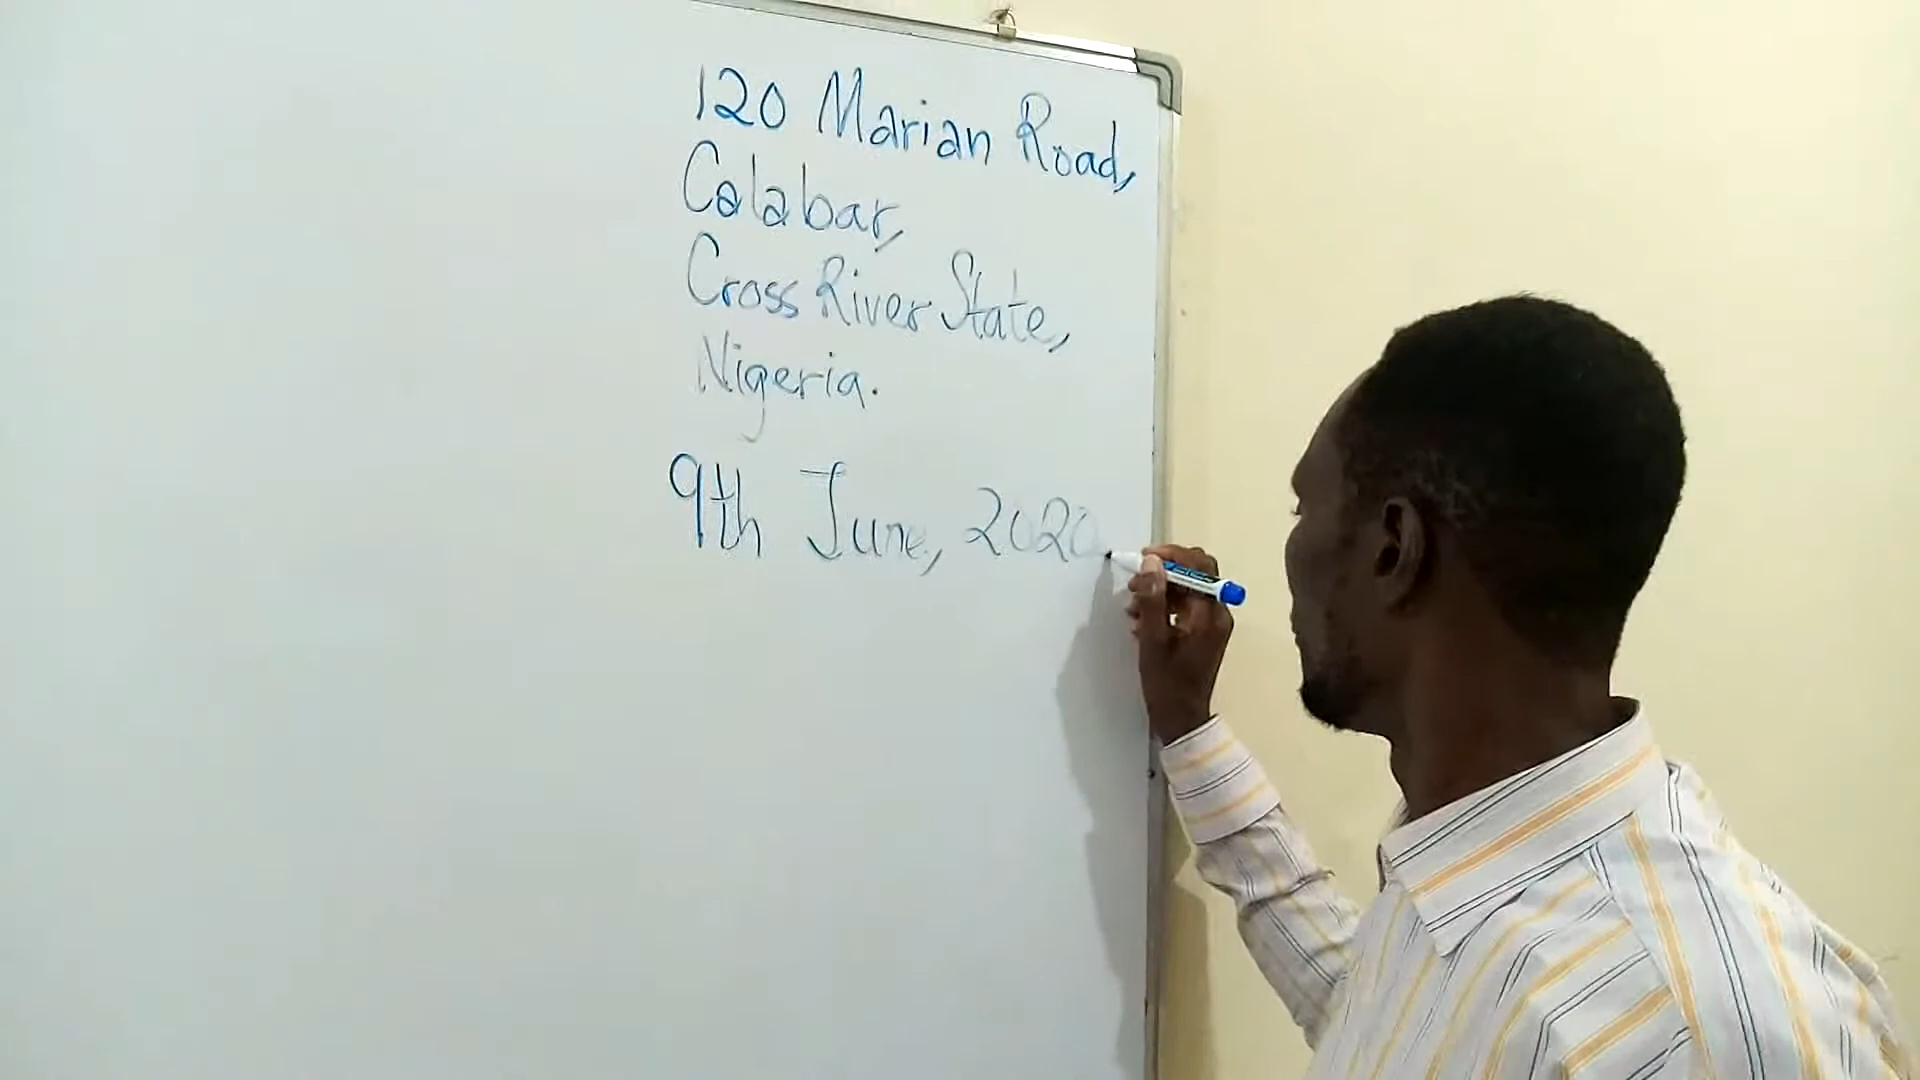 120 Marian Road,
Calabar,
Cross River State,
Nigeria.
9th June, 2020